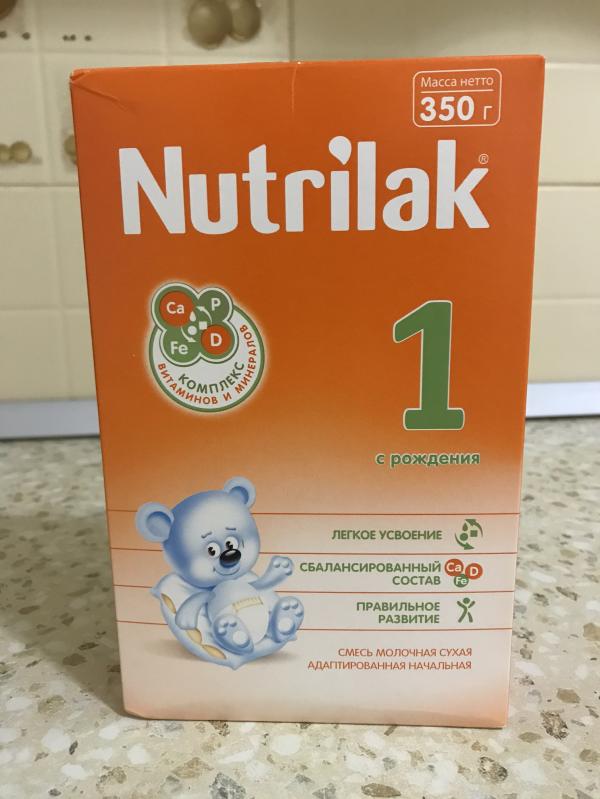 Масса нетто
350 г
Nutrilak®
Ca P
Fe D
КОМПЛЕКС
ВИТАМИНОВ И МИНЕРАЛОВ
1
с рождения
ЛЕГКОЕ УСВОЕНИЕ
СБАЛАНСИРОВАННЫЙ
СОСТАВ
Ca D
Fe
ПРАВИЛЬНОЕ
РАЗВИТИЕ
СМЕСЬ МОЛОЧНАЯ СУХАЯ
АДАПТИРОВАННАЯ НАЧАЛЬНАЯ